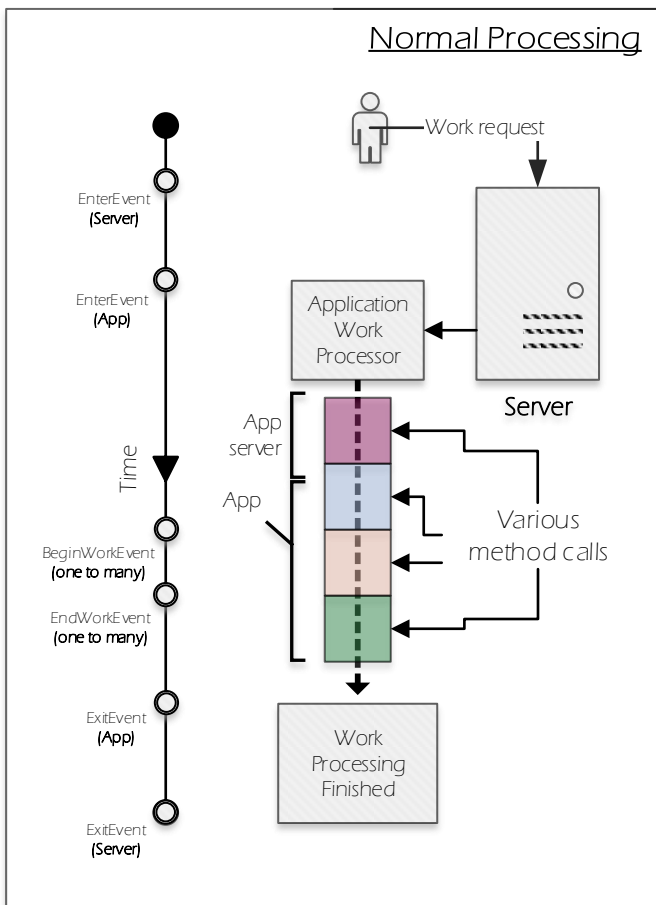 Normal Processing
Work request
EnterEvent
(Server)
EnterEvent
(App)
Application
Work
Processor
Server
App
server
Time
App
Various
method calls
BeginWorkEvent
(one to many)
EndWorkEvent
(one to many)
ExitEvent
(App)
Work
Processing
Finished
ExitEvent
(Server)